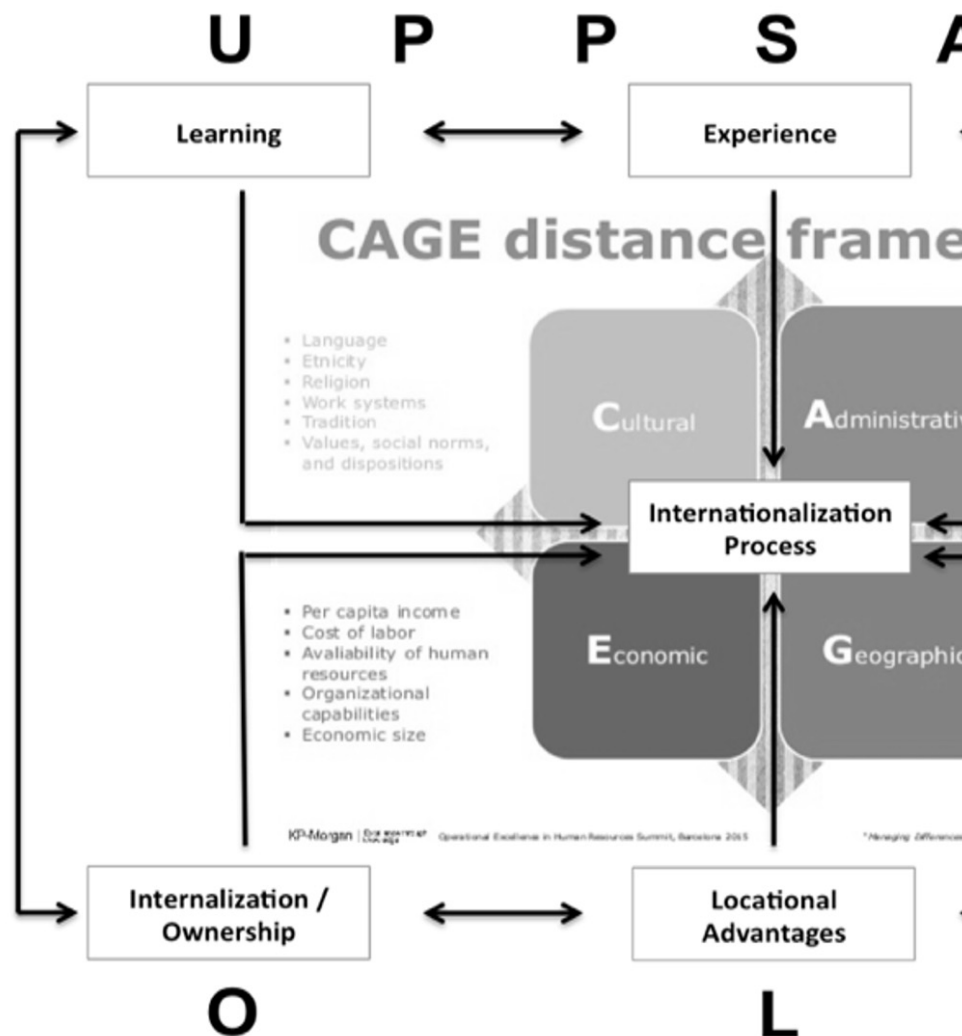 U P P S A
Learning
Experience
CAGE distance frame
▪ Language
▪ Etnicity
▪ Religion
▪ Work systems
▪ Tradition
▪ Values, social norms,
and dispositions
Cultural
Administrativ
Internationalization
Process
▪ Per capita income
▪ Cost of labor
▪ Avaliability of human
resources
▪ Organizational
capabilities
▪ Economic size
Economic
Geographic
KP-Morgan
Operational Excellence in Human Resources Summit, Barcelona 2015
"Managing Differences
Internalization /
Ownership
Locational
Advantages
O L